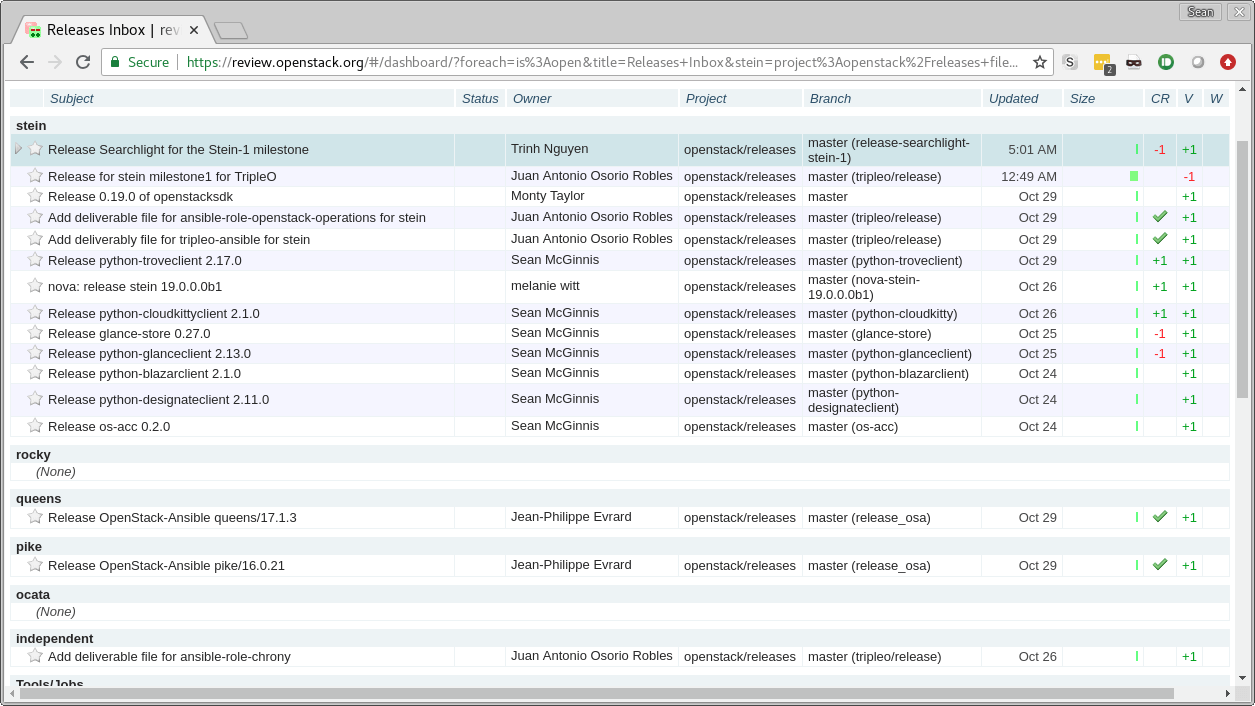 Sean
Releases Inbox | rev
Secure https://review.openstack.org/#/dashboard/?foreach=is%3Aopen&title=Releases+Inbox&stein=project%3Aopenstack%2Freleases+file...
S
2
Subject Status Owner Project Branch Updated Size CR V W
stein
Release Searchlight for the Stein-1 milestone Trinh Nguyen openstack/releases master (release-searchlight-
stein-1) 5:01 AM -1 +1
Release for stein milestone1 for TripleO Juan Antonio Osorio Robles openstack/releases master (tripleo/release) 12:49 AM -1
Release 0.19.0 of openstacksdk Monty Taylor openstack/releases master Oct 29 +1
Add deliverable file for ansible-role-openstack-operations for stein Juan Antonio Osorio Robles openstack/releases master (tripleo/release) Oct 29 +1
Add deliverably file for tripleo-ansible for stein Juan Antonio Osorio Robles openstack/releases master (tripleo/release) Oct 29 +1
Release python-troveclient 2.17.0 Sean McGinnis openstack/releases master (python-troveclient) Oct 29 +1 +1
nova: release stein 19.0.0.0b1 melanie witt openstack/releases master (nova-stein-
19.0.0.0b1) Oct 26 +1 +1
Release python-cloudkittyclient 2.1.0 Sean McGinnis openstack/releases master (python-cloudkitty) Oct 26 +1 +1
Release glance-store 0.27.0 Sean McGinnis openstack/releases master (glance-store) Oct 25 -1 +1
Release python-glanceclient 2.13.0 Sean McGinnis openstack/releases master (python-glanceclient) Oct 25 -1 +1
Release python-blazarclient 2.1.0 Sean McGinnis openstack/releases master (python-blazarclient) Oct 24 +1
Release python-designateclient 2.11.0 Sean McGinnis openstack/releases master (python-
designateclient) Oct 24 +1
Release os-acc 0.2.0 Sean McGinnis openstack/releases master (os-acc) Oct 24 +1
rocky
(None)
queens
Release OpenStack-Ansible queens/17.1.3 Jean-Philippe Evrard openstack/releases master (release_osa) Oct 29 +1
pike
Release OpenStack-Ansible pike/16.0.21 Jean-Philippe Evrard openstack/releases master (release_osa) Oct 29 +1
ocata
(None)
independent
Add deliverable file for ansible-role-chrony Juan Antonio Osorio Robles openstack/releases master (tripleo/release) Oct 26 +1
Tools/Jobs